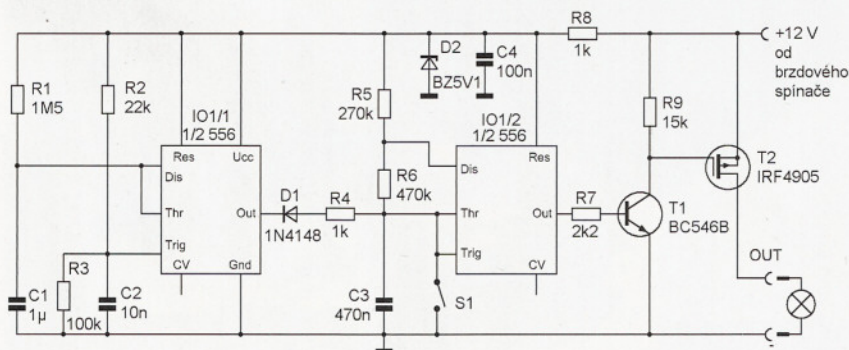 R8
1k
+12 V
od
brzdového
spínače
D2
C4
100n
BZ5V1
R1
1M5
R2
22k
R5
270k
IO1/1
1/2 556
IO1/2
1/2 556
R9
15k
Res
Ucc
Dis
Thr
Out
Trig
CV
Gnd
R6
470k
Res
Dis
Thr
Out
Trig
CV
D1
1N4148
R4
1k
R7
2k2
T1
BC546B
T2
IRF4905
OUT
R3
100k
C1
1µ
C2
10n
C3
470n
S1
-